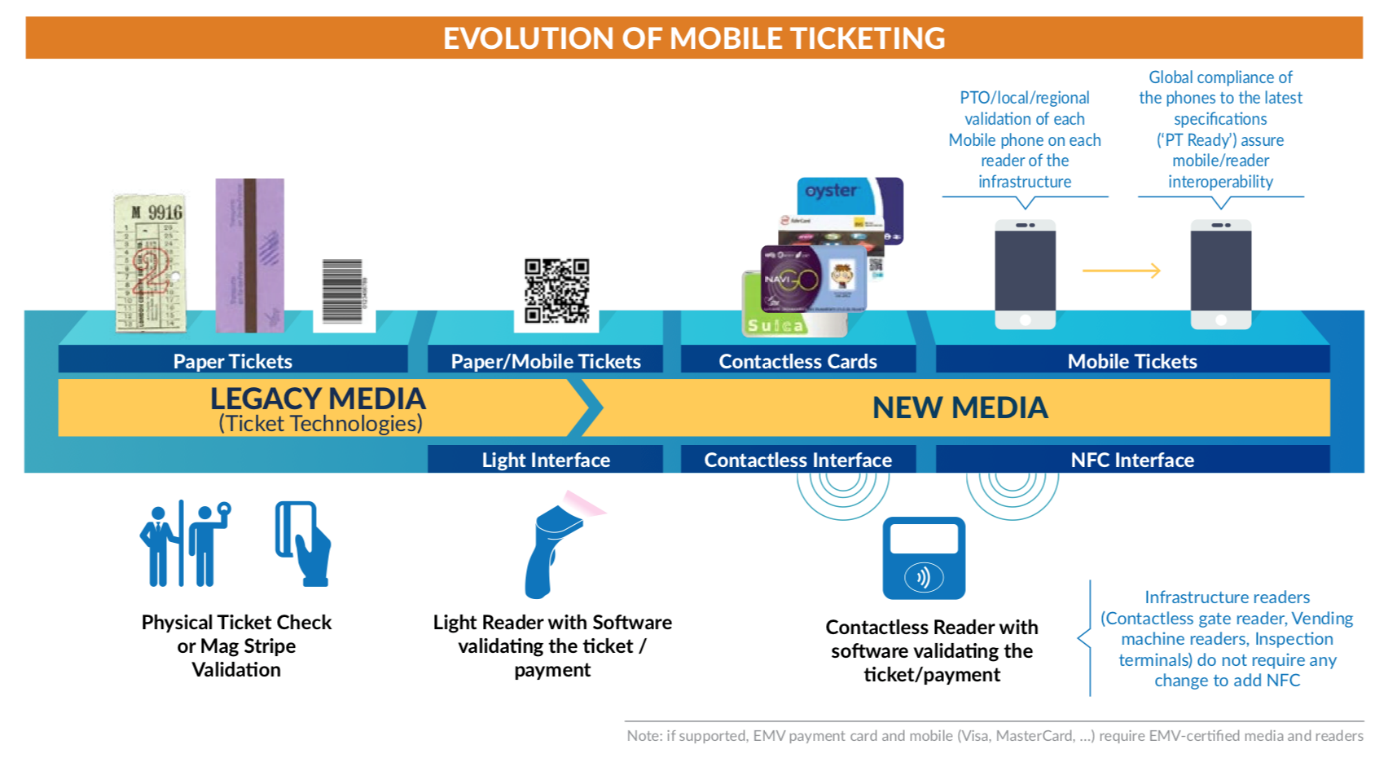 EVOLUTION OF MOBILE TICKETING
PTO/local/regional
validation of each
Mobile phone on each
reader of the
infrastructure
Global compliance of
the phones to the latest
specifications
(‘PT Ready’) assure
mobile/reader
interoperability
M 9916
2
oyster
NAVIGO
Suica
Paper Tickets
Paper/Mobile Tickets
Contactless Cards
Mobile Tickets
LEGACY MEDIA
(Ticket Technologies)
NEW MEDIA
Light Interface
Contactless Interface
NFC Interface
Physical Ticket Check
or Mag Stripe
Validation
Light Reader with Software
validating the ticket /
payment
Contactless Reader with
software validating the
ticket/payment
Infrastructure readers
(Contactless gate reader, Vending
machine readers, Inspection
terminals) do not require any
change to add NFC
Note: if supported, EMV payment card and mobile (Visa, MasterCard, ...) require EMV-certified media and readers